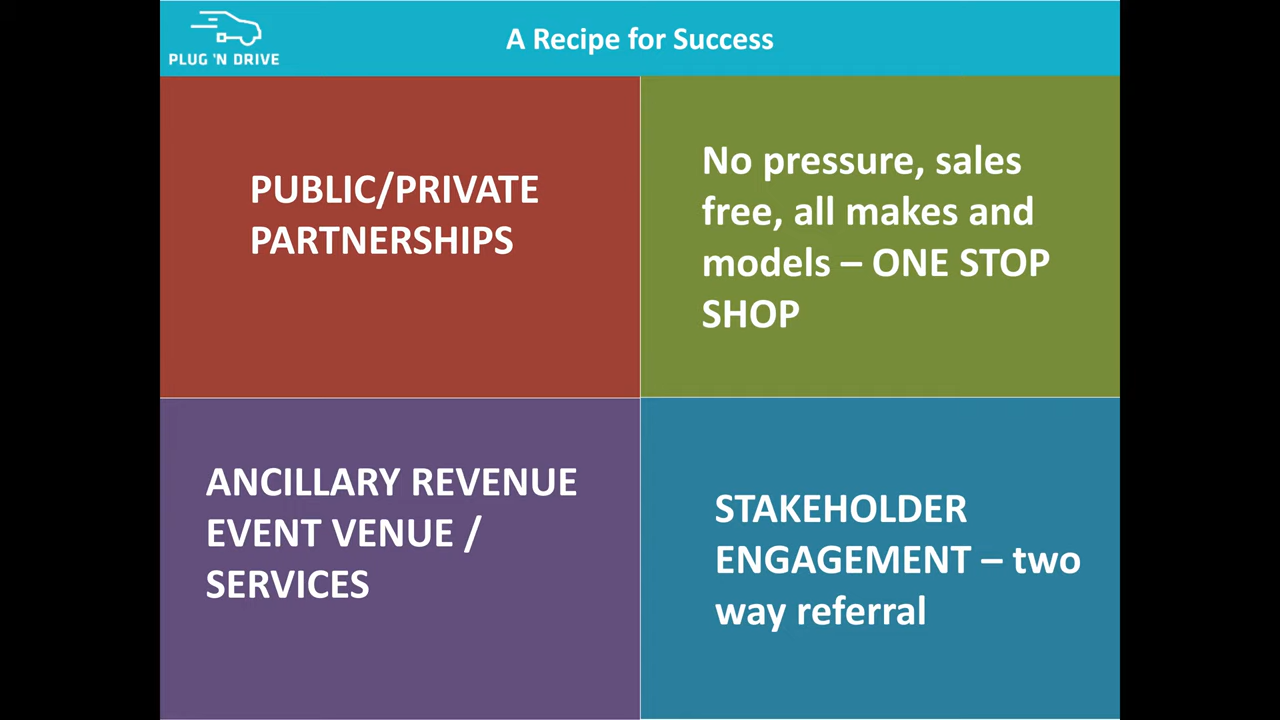 PLUG 'N DRIVE
A Recipe for Success
PUBLIC/PRIVATE
PARTNERSHIPS
No pressure, sales
free, all makes and
models – ONE STOP
SHOP
ANCILLARY REVENUE
EVENT VENUE /
SERVICES
STAKEHOLDER
ENGAGEMENT – two
way referral